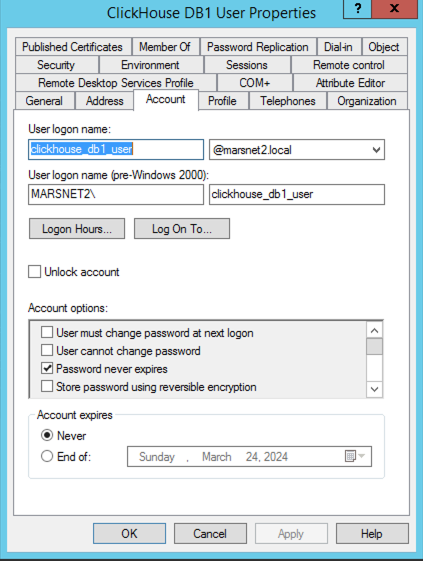 ClickHouse DB1 User Properties
?
X
Published Certificates
Member Of
Password Replication
Dial-in
Object
Security
Environment
Sessions
Remote control
Remote Desktop Services Profile
COM+
Attribute Editor
General
Address
Account
Profile
Telephones
Organization
User logon name:
clickhouse_db1_user
@marsnet2.local
User logon name (pre-Windows 2000):
MARSNET2\
clickhouse_db1_user
Logon Hours...
Log On To...
Unlock account
Account options:
User must change password at next logon
User cannot change password
Password never expires
Store password using reversible encryption
Account expires
Never
End of:
Sunday , March 24, 2024
OK
Cancel
Apply
Help